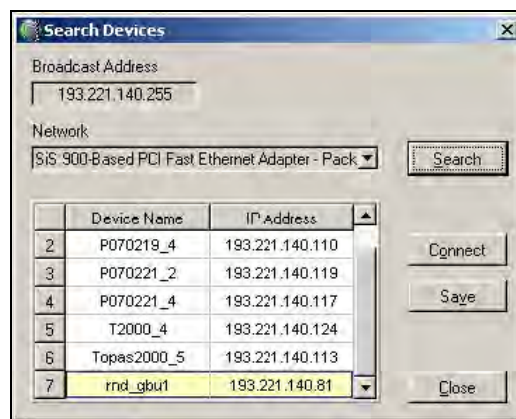 Search Devices
Broadcast Address
193.221.140.255
Network
SiS 900-Based PCI Fast Ethernet Adapter - Pack
Search
Device Name IP Address
2 P070219_4 193.221.140.110
3 P070221_2 193.221.140.119
4 P070221_4 193.221.140.117
5 T2000_4 193.221.140.124
6 Topas2000_5 193.221.140.113
7 rnd_gbu1 193.221.140.81
Connect
Save
Close